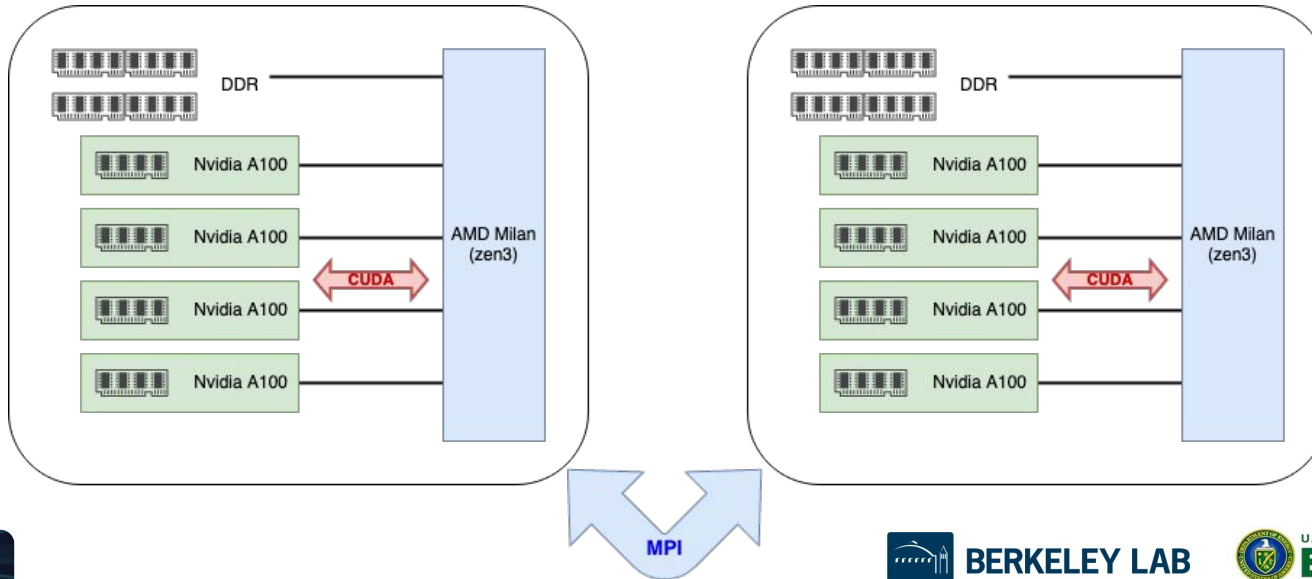 DDR
Nvidia A100
Nvidia A100
Nvidia A100
Nvidia A100
AMD Milan
(zen3)
CUDA
DDR
Nvidia A100
Nvidia A100
Nvidia A100
Nvidia A100
AMD Milan
(zen3)
CUDA
MPI
BERKELEY LAB